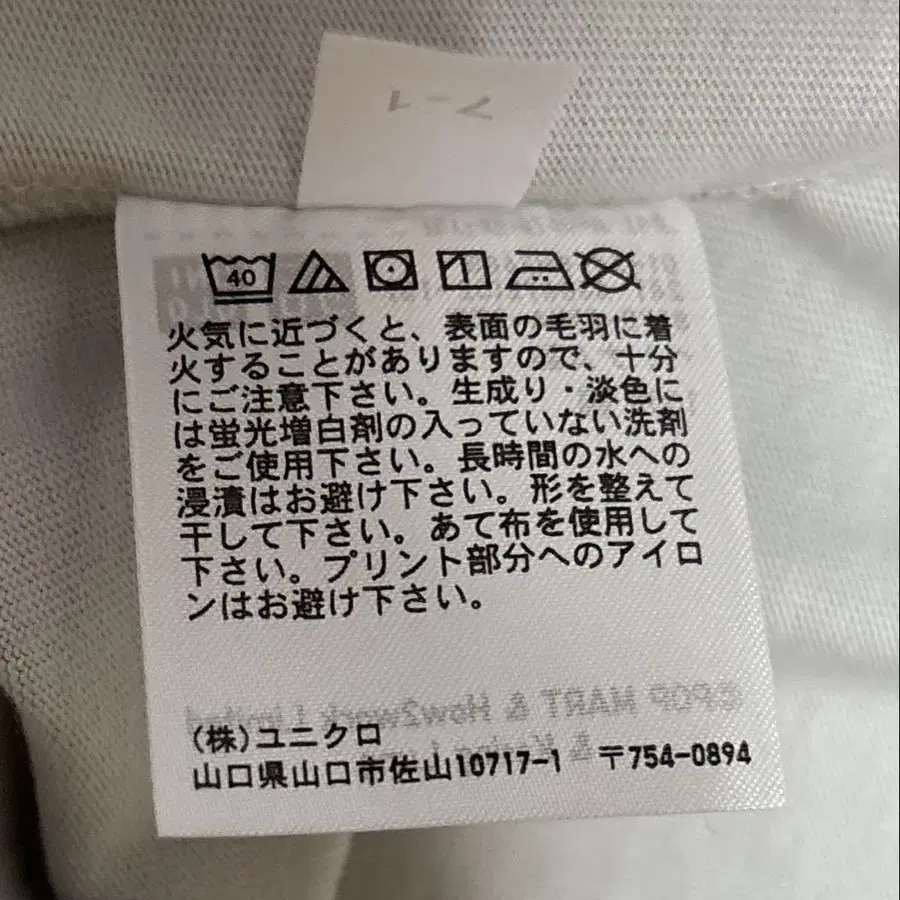 7-1
40
火気に近づくと、表面の毛羽に着
火することがありますので、十分
にご注意下さい。生成り・淡色に
は蛍光増白剤の入っていない洗剤
をご使用下さい。長時間の水への
浸漬はお避け下さい。形を整えて
干して下さい。あて布を使用して
下さい。プリント部分へのアイロ
ンはお避け下さい。
©POP MART & How2work Limited
(株)ユニクロ
山口県山口市佐山10717-1 〒754-0894